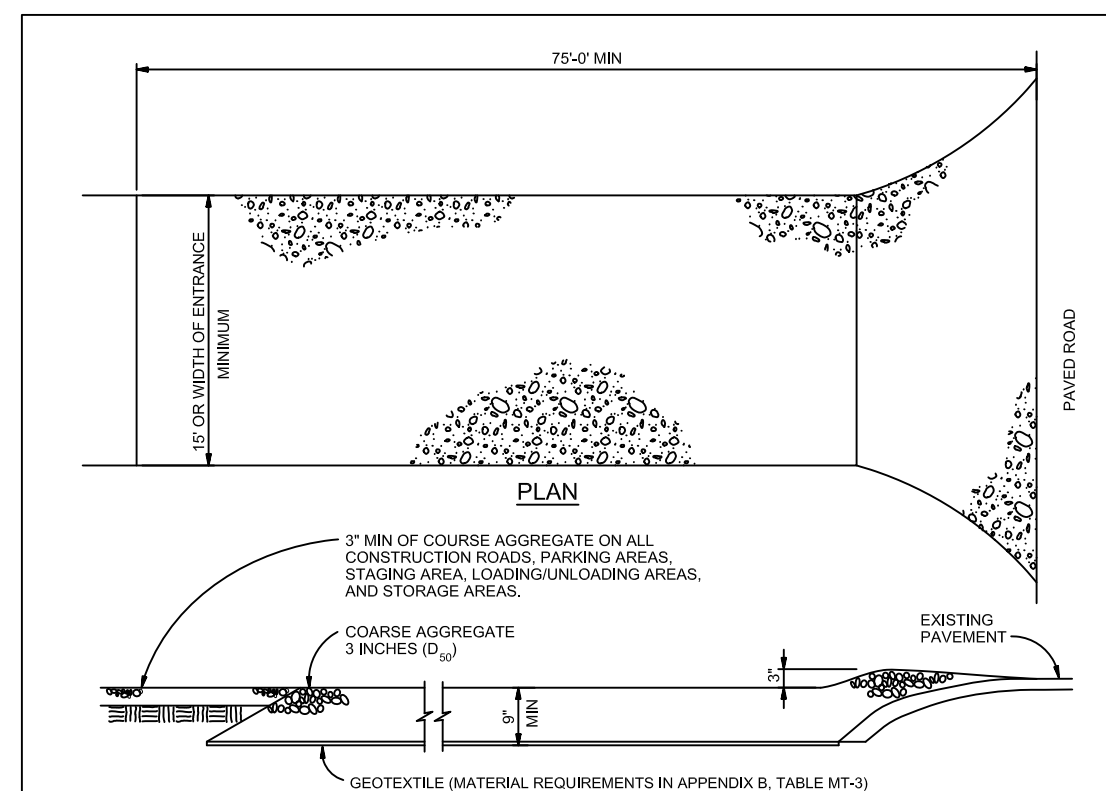 75'-0' MIN
15' OR WIDTH OF ENTRANCE
MINIMUM
PAVED ROAD
PLAN
3" MIN OF COURSE AGGREGATE ON ALL
CONSTRUCTION ROADS, PARKING AREAS,
STAGING AREA, LOADING/UNLOADING AREAS,
AND STORAGE AREAS.
COARSE AGGREGATE
3 INCHES (D50)
EXISTING
PAVEMENT
3"
9"
MIN
GEOTEXTILE (MATERIAL REQUIREMENTS IN APPENDIX B, TABLE MT-3)